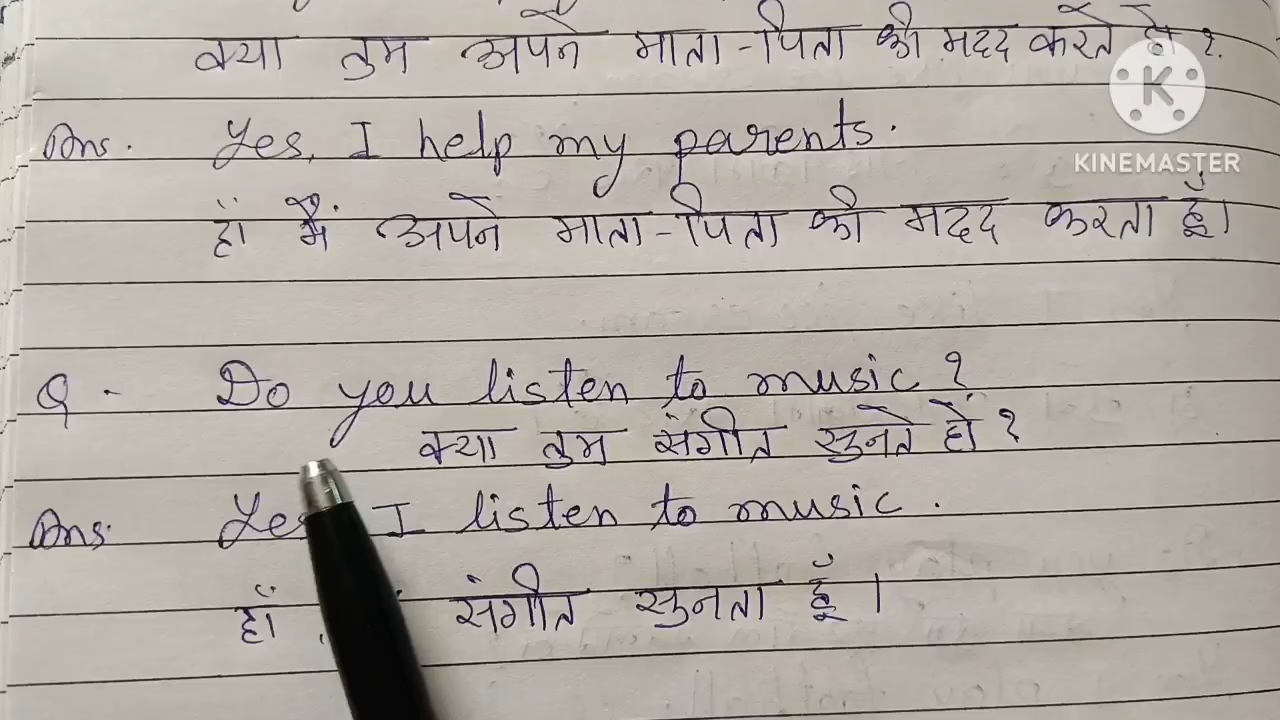 क्या तुम अपने माता-पिता की मदद करते हो?
Ans. Yes, I help my parents.
हाँ मैं अपने माता-पिता की मदद करता हूँ।
Q - Do you listen to music?
क्या तुम संगीत सुनते हो?
Ans. Yes I listen to music.
हाँ संगीत सुनता हूँ।
K
KINEMASTER